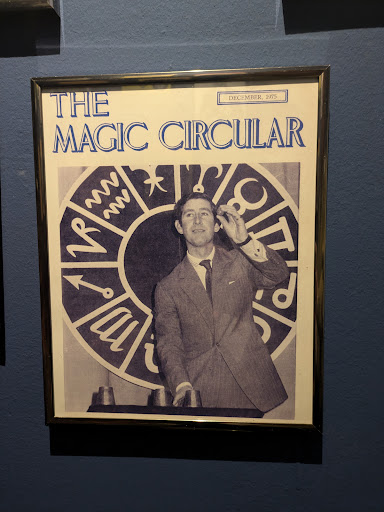 THE
DECEMBER, 1975
MAGIC CIRCULAR